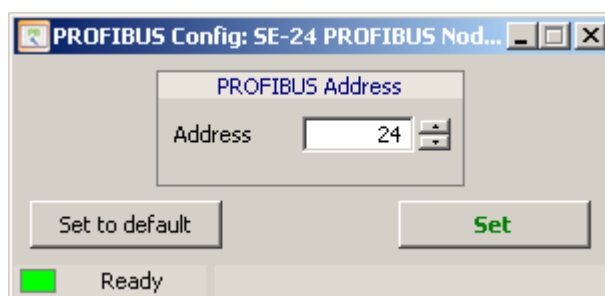 PROFIBUS Config: SE-24 PROFIBUS Nod...
PROFIBUS Address
Address 24
Set to default Set
Ready